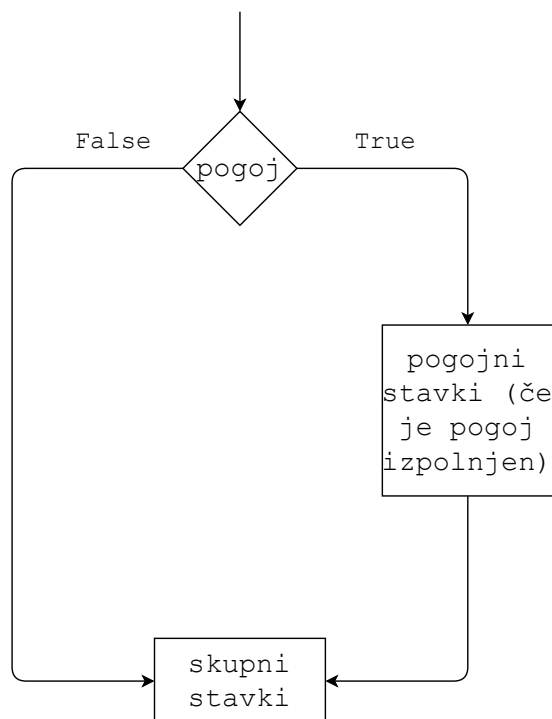 False
True
pogoj
pogojni
stavki (če
je pogoj
izpolnjen)
skupni
stavki